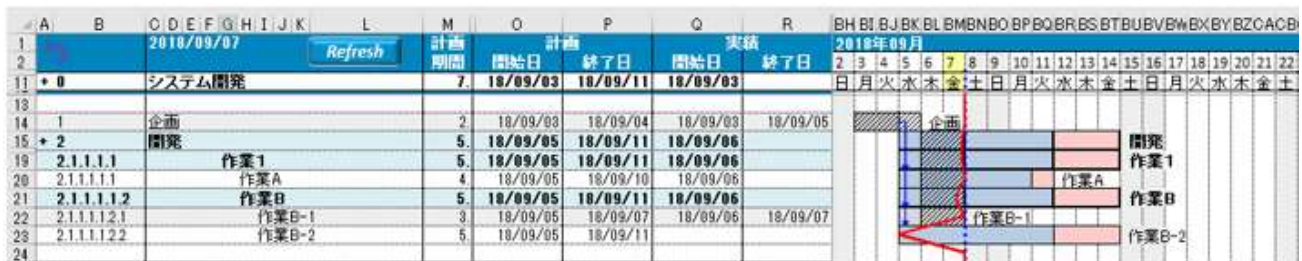 A B C D E F G H I J K L M O P Q R BH BI BJ BK BL BM BN BO BP BQ BR BS BT BU BV BW BX BY BZ CA CB
1 2018/09/07 Refresh 計画 計画 実績 2018年09月
2 期間 開始日 終了日 開始日 終了日 2 3 4 5 6 7 8 9 10 11 12 13 14 15 16 17 18 19 20 21 22
11 + 0 システム開発 7. 18/09/03 18/09/11 18/09/03 日 月 火 水 木 金 土 日 月 火 水 木 金 土 日 月 火 水 木 金 土
13
14 1 企画 2. 18/09/03 18/09/04 18/09/03 18/09/05 企画
15 + 2 開発 5. 18/09/05 18/09/11 18/09/06 開発
19 2.1.1.1.1 作業1 5. 18/09/05 18/09/11 18/09/06 作業1
20 2.1.1.1.1.1 作業A 4. 18/09/05 18/09/10 18/09/06 作業A
21 2.1.1.1.1.2 作業B 5. 18/09/05 18/09/11 18/09/06 作業B
22 2.1.1.1.1.2.1 作業B-1 3. 18/09/05 18/09/07 18/09/06 18/09/07 作業B-1
23 2.1.1.1.1.2.2 作業B-2 5. 18/09/05 18/09/11 作業B-2
24